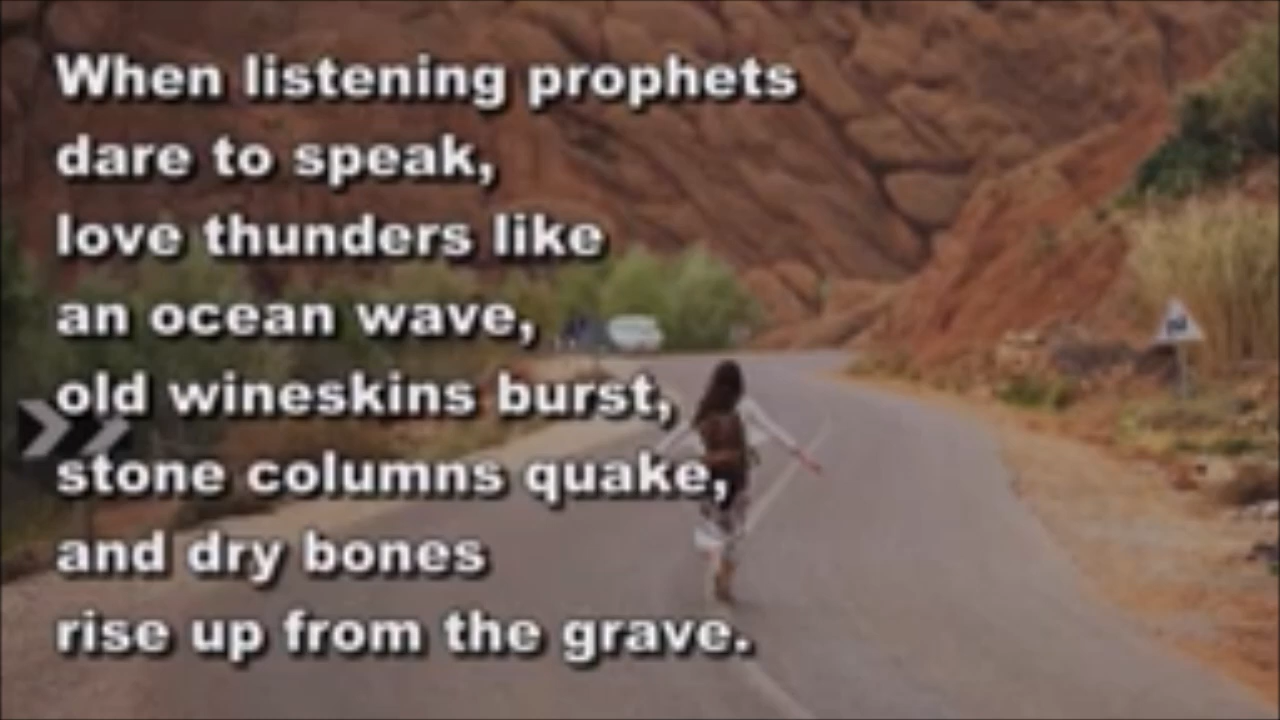 When listening prophets
dare to speak,
love thunders like
an ocean wave,
old wineskins burst,
stone columns quake,
and dry bones
rise up from the grave.